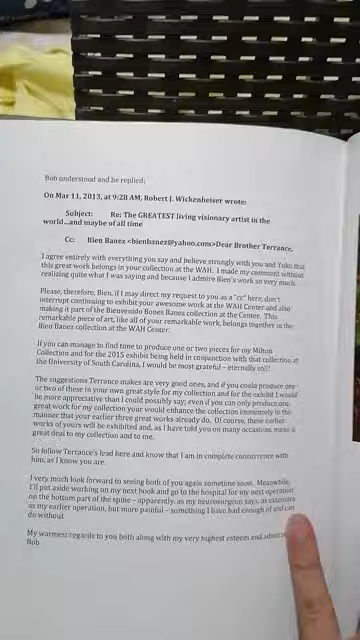 Bob understood and he replied:
On Mar 11, 2013, at 9:28 AM, Robert J. Wickenheiser wrote:
Subject: Re: The GREATEST living visionary artist in the
world...and maybe of all time
Cc: Bien Banez <bienbanez@yahoo.com>Dear Brother Terrance,
I agree entirely with everything you say and believe strongly with you and Yuko that
this great work belongs in your collection at the WAH. I made my comment without
realizing quite what I was saying and because I admire Bien's work so very much.
Please, therefore, Bien, if I may direct my request to you as a "cc" here, don't
interrupt continuing to exhibit your awesome work at the WAH Center and also
making it part of the Bienvenido Bones Banez collection at the Center. This
remarkable piece of art, like all of your remarkable work, belongs together in the
Bien Banez collection at the WAH Center.
If you can manage to find time to produce one or two pieces for my Milton
Collection and for the 2015 exhibit being held in conjunction with that collection at
the University of South Carolina, I would be most grateful – eternally so!!!
The suggestions Terrance makes are very good ones, and if you could produce one
or two of these in your own great style for my collection and for the exhibit I would
be more appreciative than I could possibly say; even if you can only produce one
great work for my collection your would enhance the collection immensely in the
manner that your earlier three great works already do. Of course, these earlier
works of yours will be exhibited and, as I have told you on many occasions, mean a
great deal to my collection and to me.
So follow Terrance's lead here and know that I am in complete concurrence with
him, as I know you are.
I very much look forward to seeing both of you again sometime soon. Meanwhile,
I'll put aside working on my next book and go to the hospital for my next operation
on the bottom part of the spine – apparently, as my neurosurgeon says, as extensive
as my earlier operation, but more painful – something I have had enough of and can
do without.
My warmest regards to you both along with my very highest esteem and
Bob